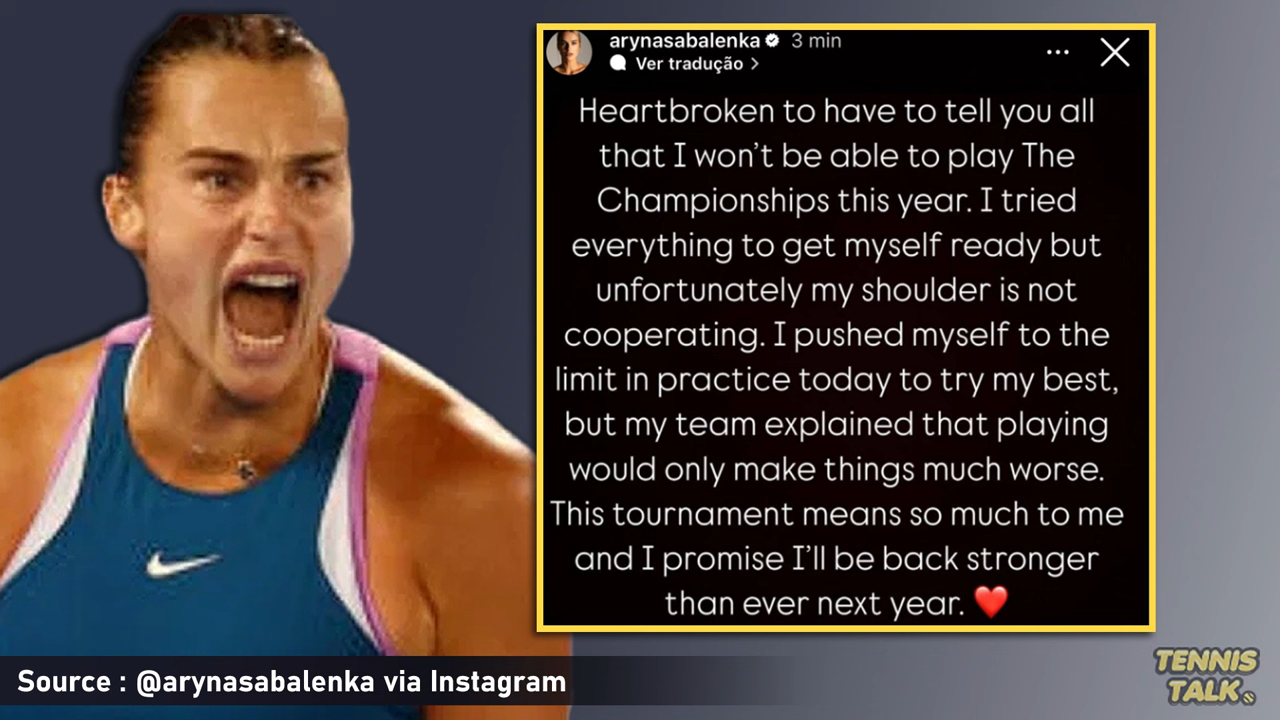 arynasabalenka 3 min
Ver tradução >
Heartbroken to have to tell you all
that I won't be able to play The
Championships this year. I tried
everything to get myself ready but
unfortunately my shoulder is not
cooperating. I pushed myself to the
limit in practice today to try my best,
but my team explained that playing
would only make things much worse.
This tournament means so much to me
and I promise I'll be back stronger
than ever next year. ❤️
Source : @arynasabalenka via Instagram
TENNIS
TALK